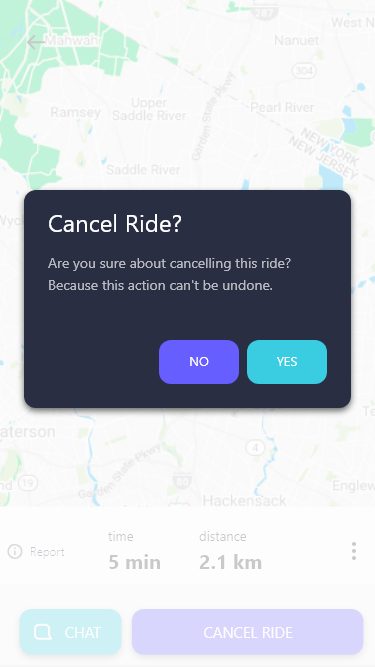 West N
Mahwah
Nanuet
287
304
Ramsey
Upper
Saddle River
Garden State Pkwy
Pearl River
NEW YORK
NEW JERSEY
Saddle River
Cancel Ride?
Are you sure about cancelling this ride?
Because this action can't be undone.
NO
YES
aterson
19
Garden State Pkwy
4
80
Hackensack
Englew
time
distance
Report
5 min
2.1 km
CHAT
CANCEL RIDE